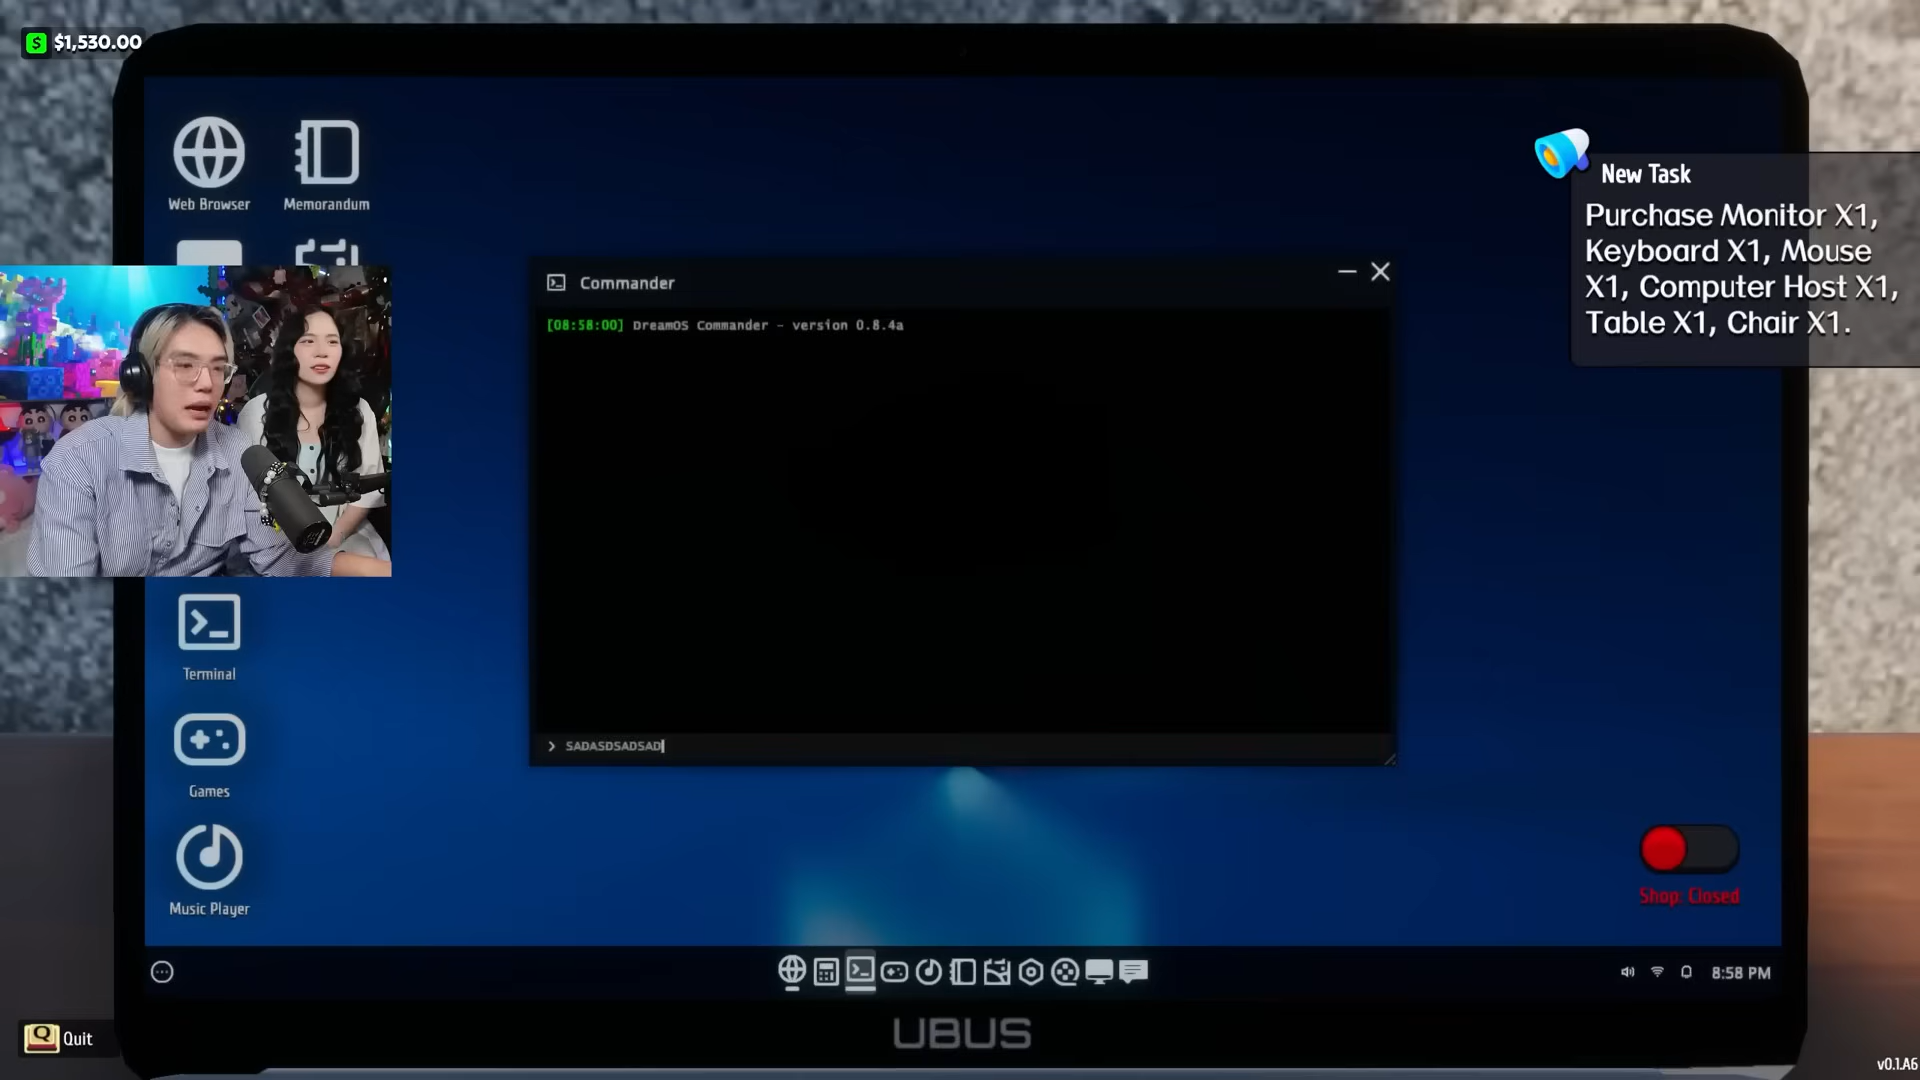 $1,530.00
Web Browser
Memorandum
New Task
Purchase Monitor X1,
Keyboard X1, Mouse
X1, Computer Host X1,
Table X1, Chair X1.
Commander
[08:58:00] DreamOS Commander - version 0.8.4a
SADASDSADSAD
Terminal
Games
Music Player
Shop: Closed
8:58 PM
UBUS
Q Quit
v0.1.A6